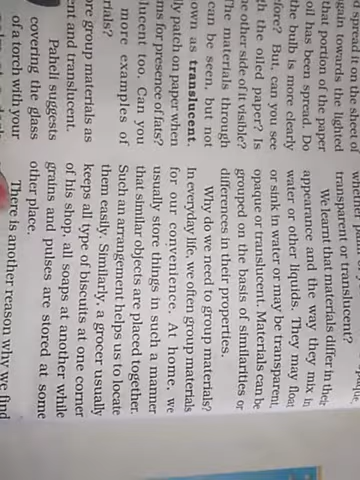 spread it on the sheet of
again towards the lighted
that portion of the paper
oil has been spread. Do
the bulb is more clearly
before? But, can you see
the oiled paper? Is
other side of it visible?
The materials through
can be seen, but not
own as translucent.
ly patch on paper when
ns for presence of fats?
lucent too. Can you
more examples of
rials?
re group materials as
ent and translucent.
Paheli suggests
covering the glass
of a torch with your
transparent or translucent?
We learnt that materials differ in their
appearance and the way they mix in
water or other liquids. They may float
or sink in water or may be transparent,
opaque or translucent. Materials can be
grouped on the basis of similarities or
differences in their properties.
Why do we need to group materials?
In everyday life, we often group materials
for our convenience. At home, we
usually store things in such a manner
that similar objects are placed together.
Such an arrangement helps us to locate
them easily. Similarly, a grocer usually
keeps all type of biscuits at one corner
of his shop, all soaps at another while
grains and pulses are stored at some
other place.
There is another reason why we find